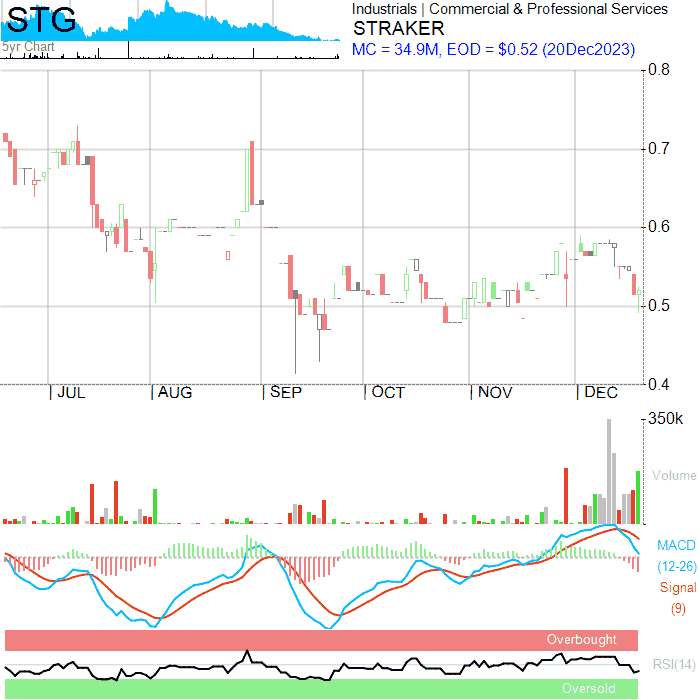 STG
5yr Chart
Industrials | Commercial & Professional Services
STRAKER
MC = 34.9M, EOD = $0.52 (20Dec2023)
0.8
0.7
0.6
0.5
0.4
JUL AUG SEP OCT NOV DEC
350k
Volume
MACD
(12-26)
Signal
(9)
Overbought
RSI(14)
Oversold